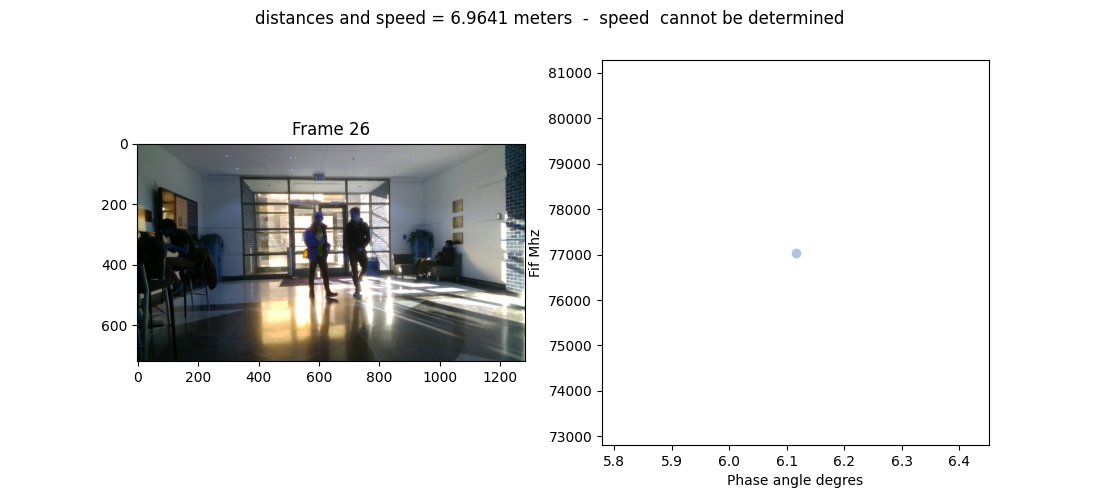 distances and speed = 6.9641 meters  -  speed  cannot be determined
Frame 26
0
200
400
600
0 200 400 600 800 1000 1200
Fif Mhz
81000
80000
79000
78000
77000
76000
75000
74000
73000
5.8 5.9 6.0 6.1 6.2 6.3 6.4
Phase angle degres